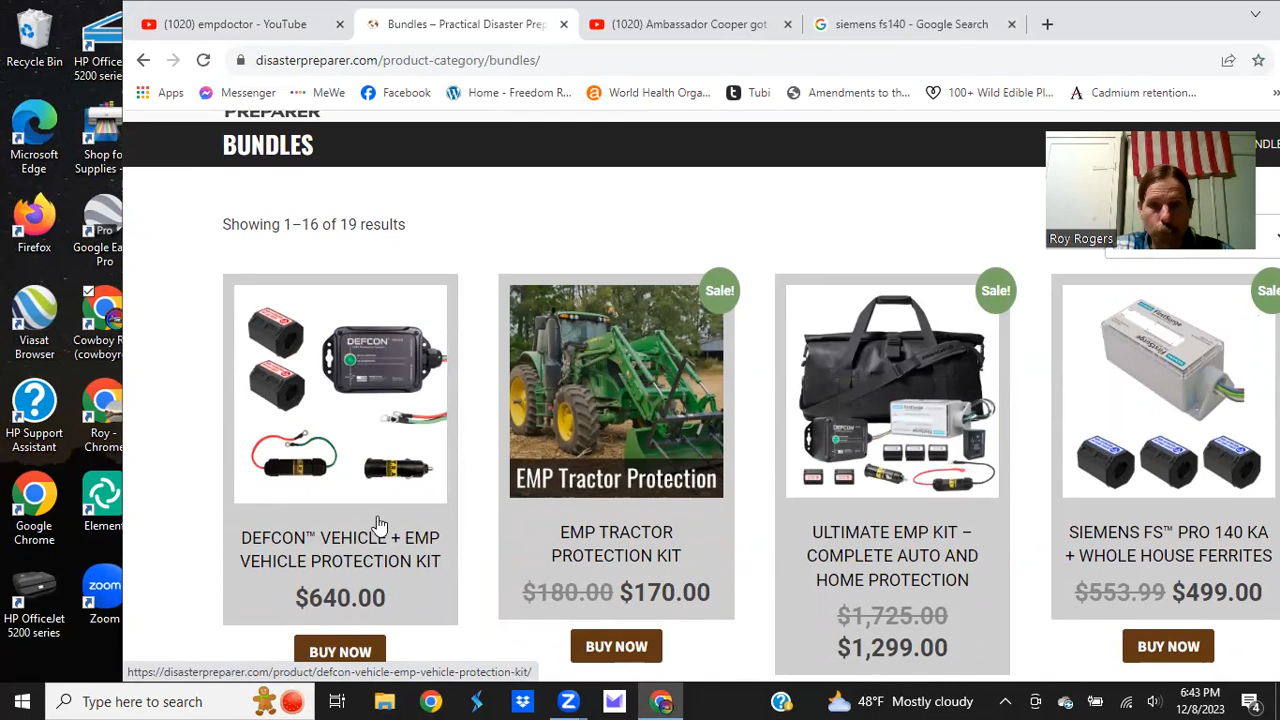 Recycle Bin
HP Office
5200 series
Microsoft
Edge
Shop for
Supplies -
Firefox
Google Ea
Pro
Viasat
Browser
Cowboy R
(cowboy
HP Support
Assistant
Roy -
Chrome
Google
Chrome
Element
HP OfficeJet
5200 series
zoom
Zoom
(1020) empdoctor - YouTube
Bundles – Practical Disaster Prep
(1020) Ambassador Cooper got
siemens fs140 - Google Search
disasterpreparer.com/product-category/bundles/
Apps
Messenger
MeWe
Facebook
Home - Freedom R...
World Health Orga...
Tubi
Amendments to th...
100+ Wild Edible Pl...
Cadmium retention...
»
PREPARER
BUNDLES
NDLE
Roy Rogers
Showing 1–16 of 19 results
DEFCON
DEFCON™ VEHICLE + EMP
VEHICLE PROTECTION KIT
$640.00
BUY NOW
Sale!
EMP Tractor Protection
EMP TRACTOR
PROTECTION KIT
$180.00 $170.00
BUY NOW
Sale!
ULTIMATE EMP KIT –
COMPLETE AUTO AND
HOME PROTECTION
$1,725.00
$1,299.00
Sale
FirstSurge
SIEMENS FS™ PRO 140 KA
+ WHOLE HOUSE FERRITES
$553.99 $499.00
BUY NOW
https://disasterpreparer.com/product/defcon-vehicle-emp-vehicle-protection-kit/
Type here to search
48°F Mostly cloudy
6:43 PM
12/8/2023
4